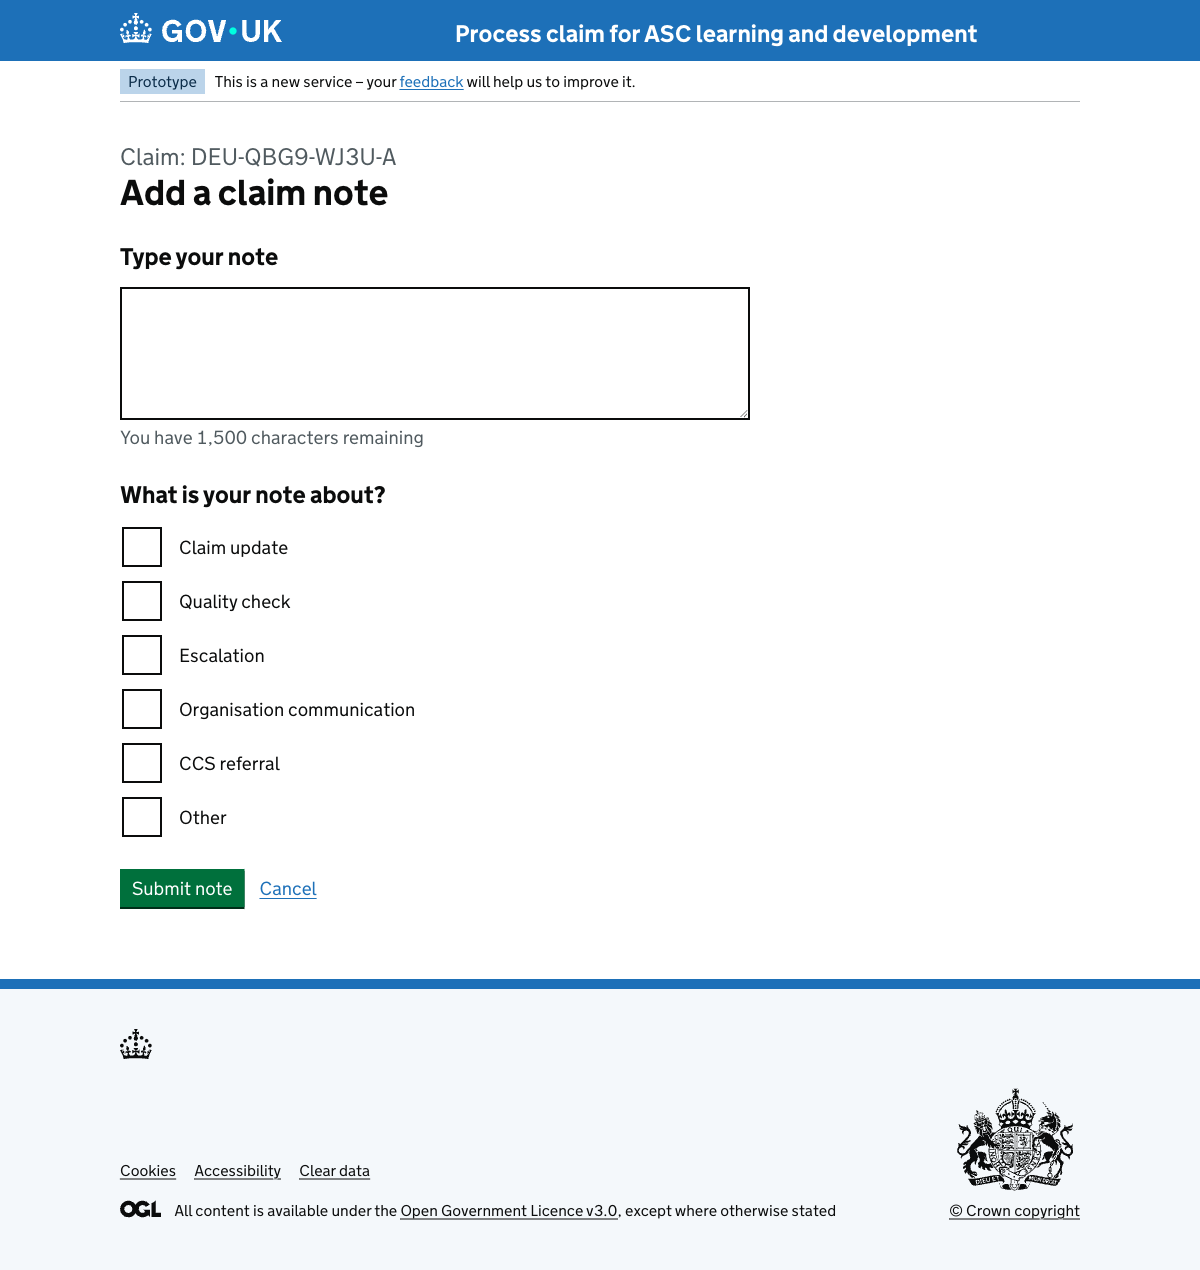 GOV·UK
Process claim for ASC learning and development
Prototype This is a new service – your feedback will help us to improve it.
Claim: DEU-QBG9-WJ3U-A
Add a claim note
Type your note
You have 1,500 characters remaining
What is your note about?
Claim update
Quality check
Escalation
Organisation communication
CCS referral
Other
Submit note Cancel
Cookies Accessibility Clear data
OGL All content is available under the Open Government Licence v3.0, except where otherwise stated
© Crown copyright